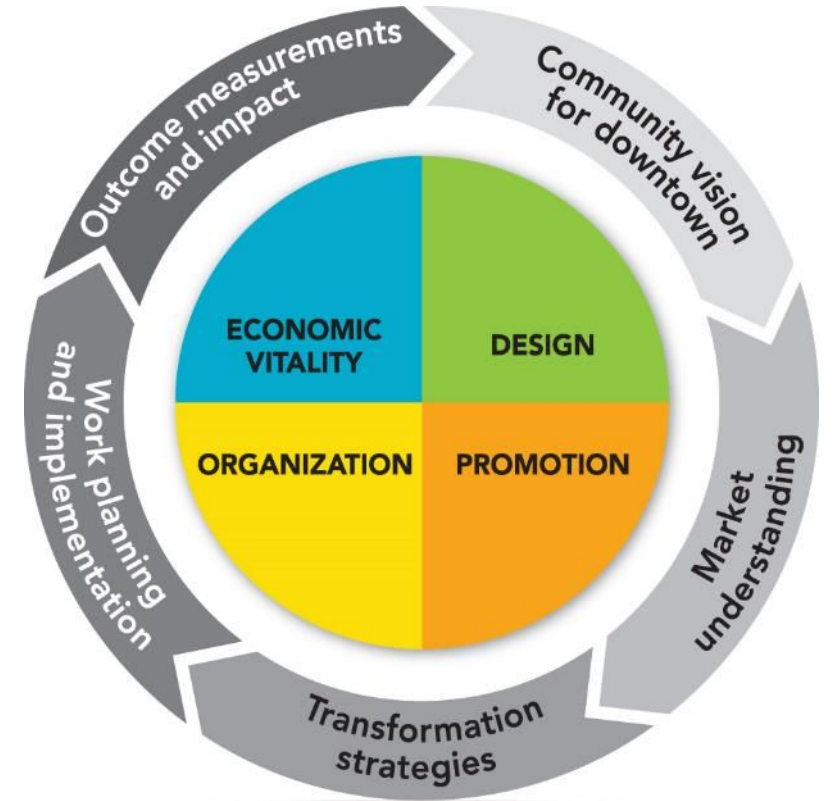 Outcome measurements
and impact
Community vision
for downtown
Market
understanding
Transformation
strategies
Work planning
and implementation
ECONOMIC
VITALITY
DESIGN
ORGANIZATION
PROMOTION